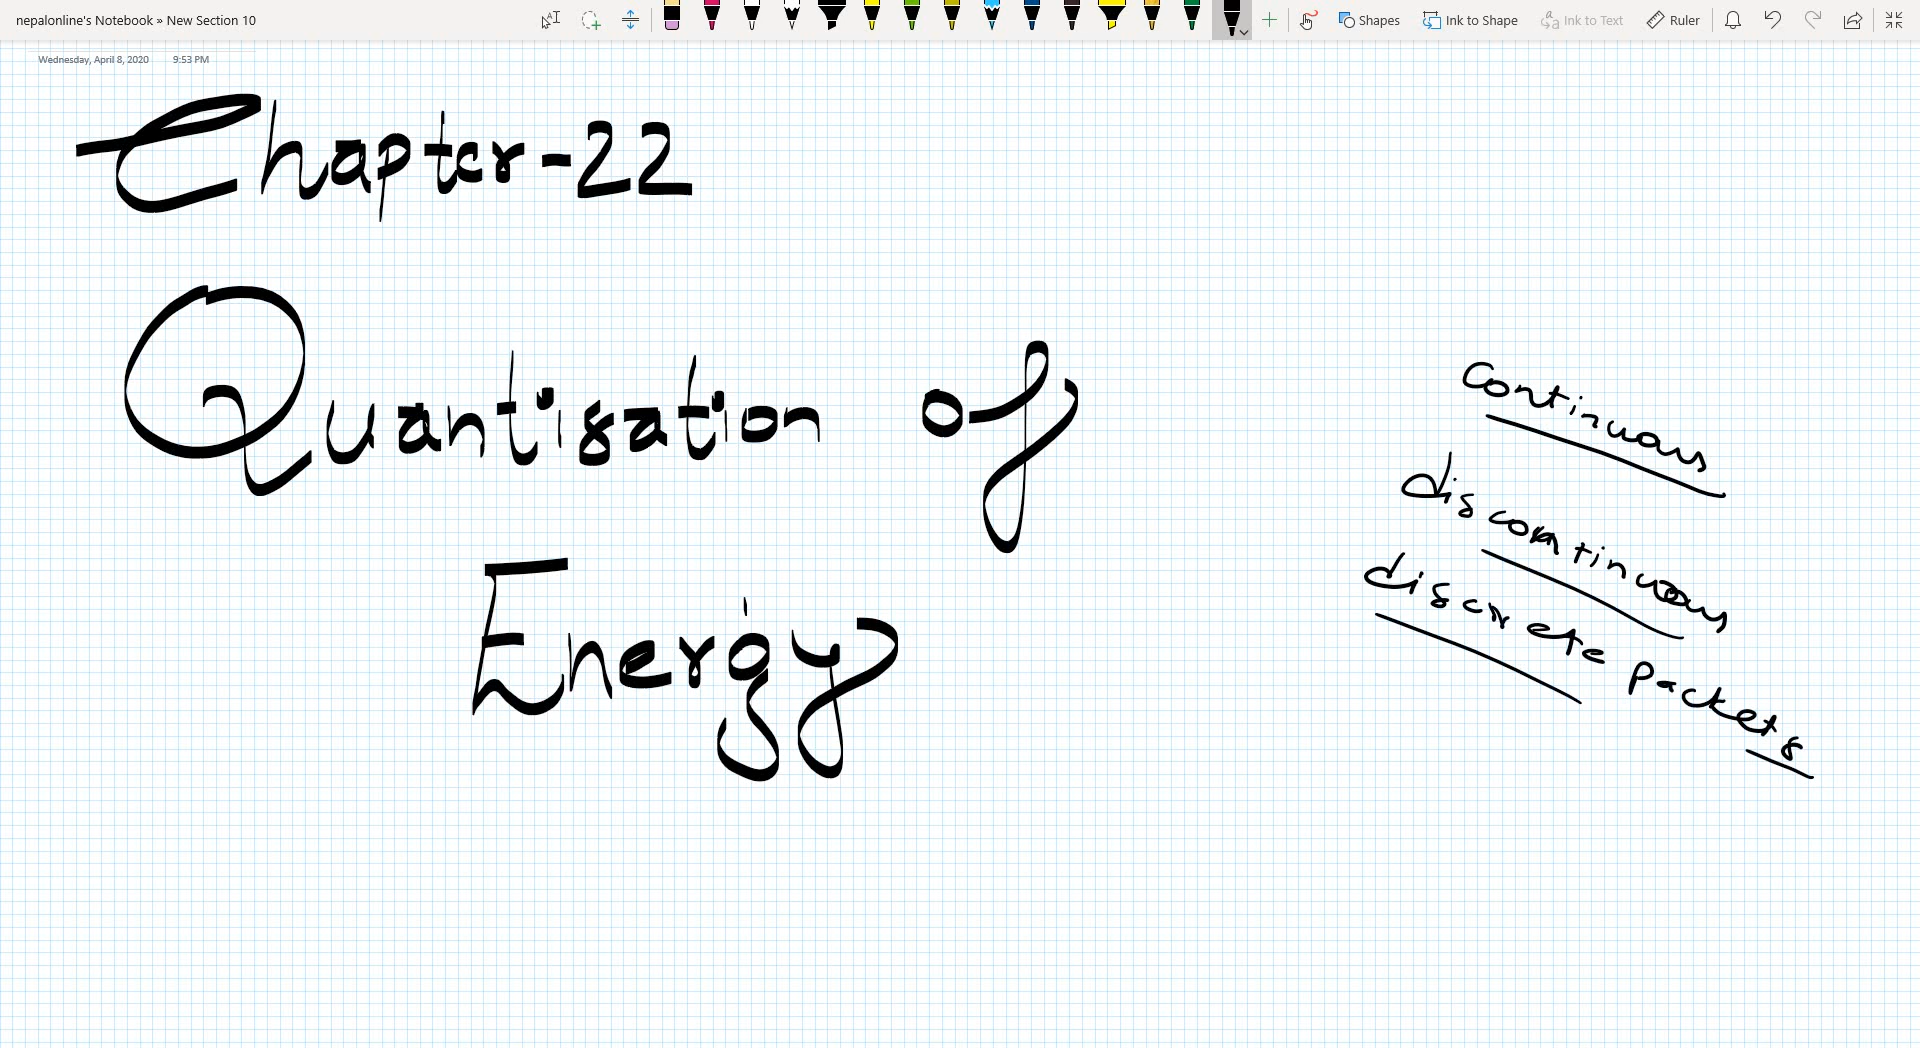 nepalonline's Notebook » New Section 10
Shapes
Ink to Shape
Ink to Text
Ruler
Wednesday, April 8, 2020 9:53 PM
Chapter-22
Quantisation of
Energy
Continuous
discontinuous
discrete packets